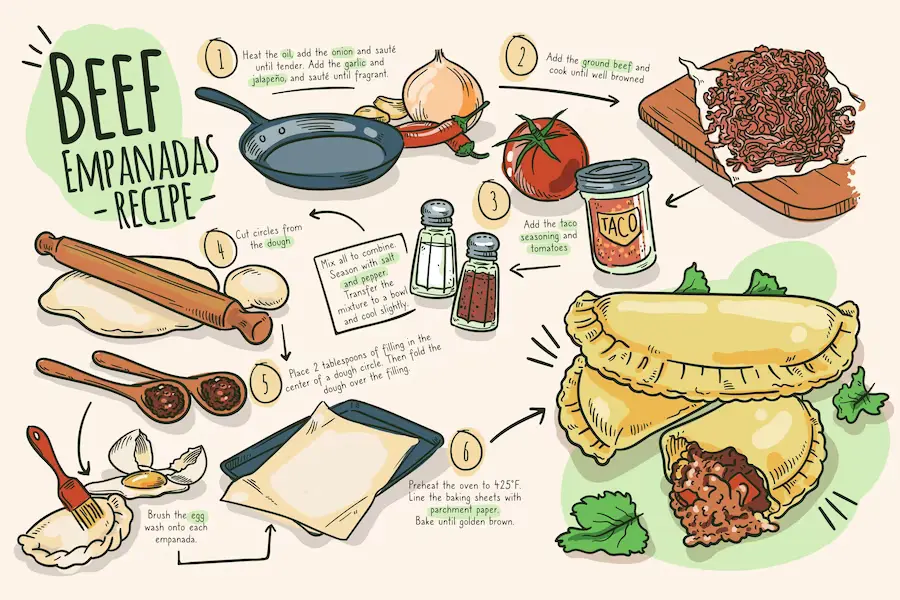 BEEF
EMPANADAS
- RECIPE -
1
Heat the oil, add the onion and sauté
until tender. Add the garlic and
jalapeño, and sauté until fragrant.
2
Add the ground beef and
cook until well browned
3
Add the taco
seasoning and
tomatoes
TACO
Mix all to combine.
Season with salt
and pepper.
Transfer the
mixture to a bowl
and cool slightly.
4
Cut circles from
the dough
5
Place 2 tablespoons of filling in the
center of a dough circle. Then fold the
dough over the filling.
Brush the egg
wash onto each
empanada.
6
Preheat the oven to 425°F.
Line the baking sheets with
parchment paper.
Bake until golden brown.